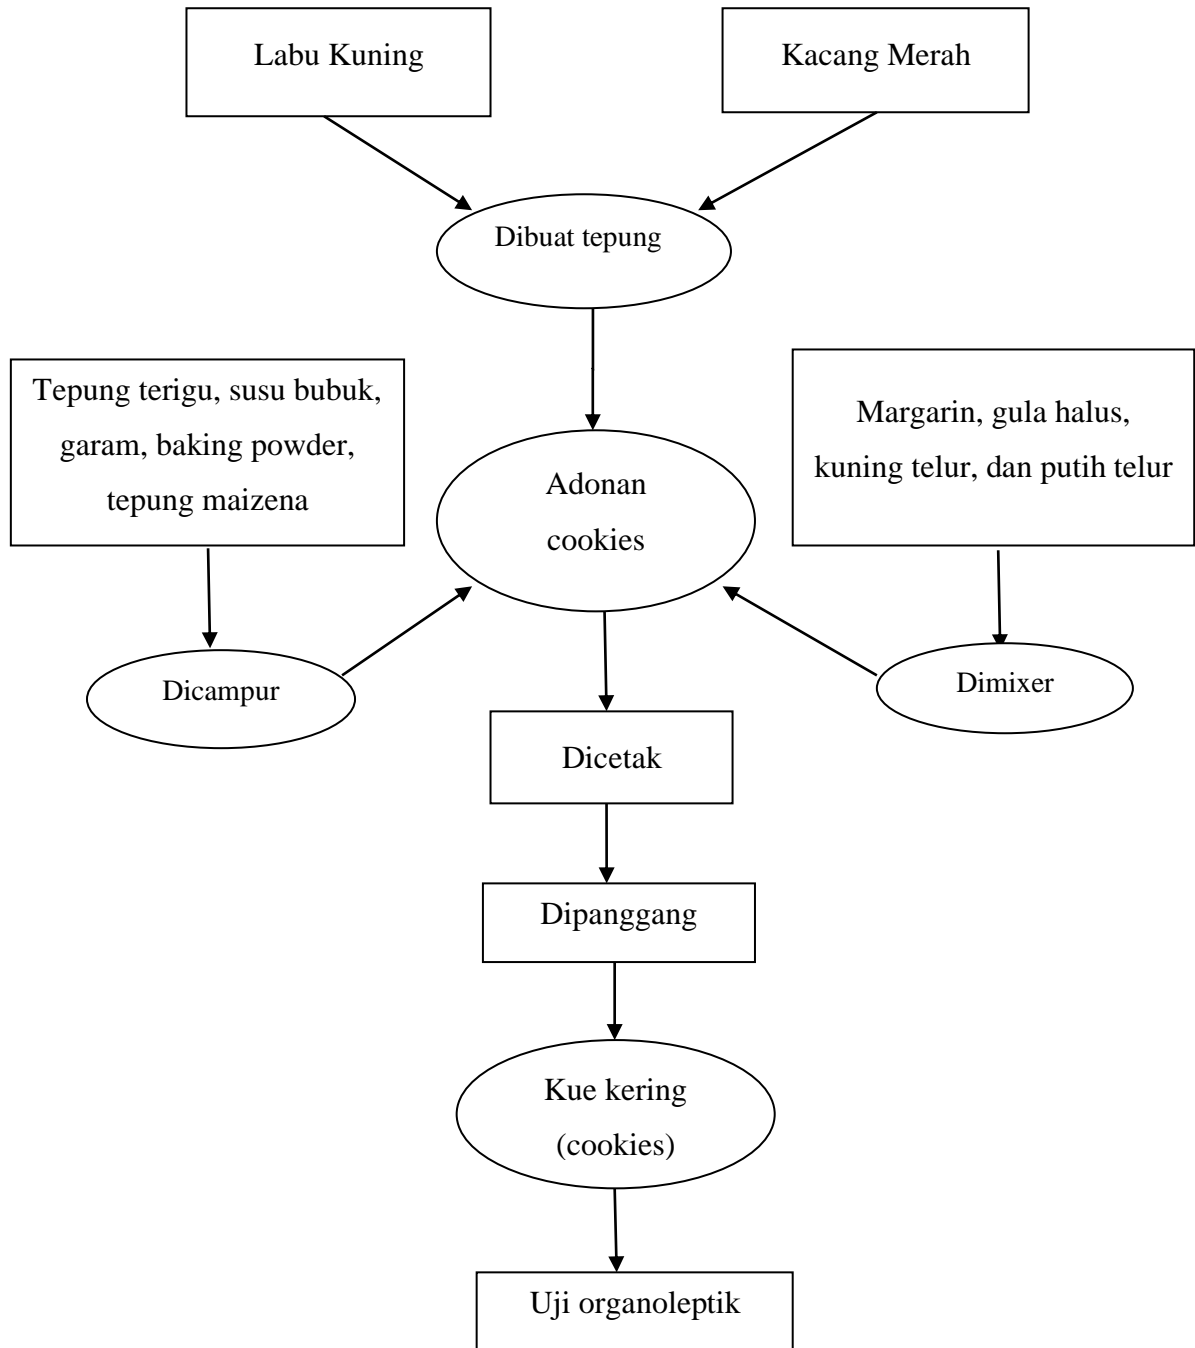 Labu Kuning
Kacang Merah
Dibuat tepung
Tepung terigu, susu bubuk,
garam, baking powder,
tepung maizena
Adonan
cookies
Margarin, gula halus,
kuning telur, dan putih telur
Dicampur
Dimixer
Dicetak
Dipanggang
Kue kering
(cookies)
Uji organoleptik